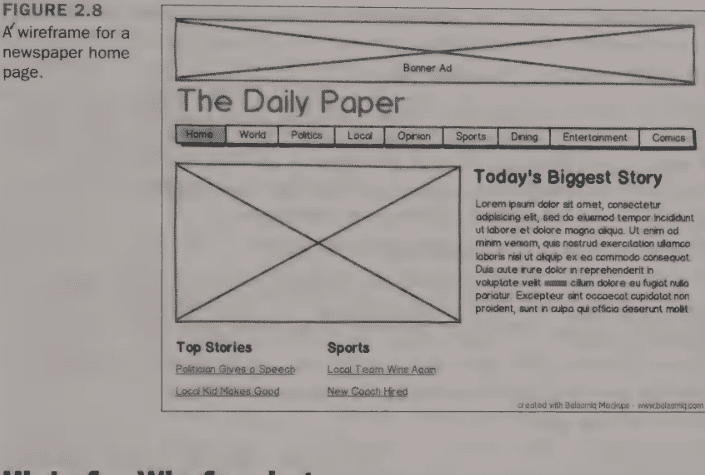 FIGURE 2.8
A wireframe for a
newspaper home
page.
Banner Ad
The Daily Paper
Home World Politics Local Opinion Sports Dining Entertainment Comics
Today's Biggest Story
Lorem ipsum dolor sit amet, consectetur
adipisicing elit, sed do eiusmod tempor incididunt
ut labore et dolore magna aliqua. Ut enim ad
minim veniam, quis nostrud exercitation ullamco
laboris nisi ut aliquip ex ea commodo consequat.
Duis aute irure dolor in reprehenderit in
voluptate velit cillum dolore eu fugiat nulla
pariatur. Excepteur sint occaecat cupidatat non
proident, sunt in culpa qui officia deserunt mollit
Top Stories
Politician Gives a Speech
Local Kid Makes Good
Sports
Local Team Wins Again
New Coach Hired
created with Balsamiq Mockups - www.balsamiq.com